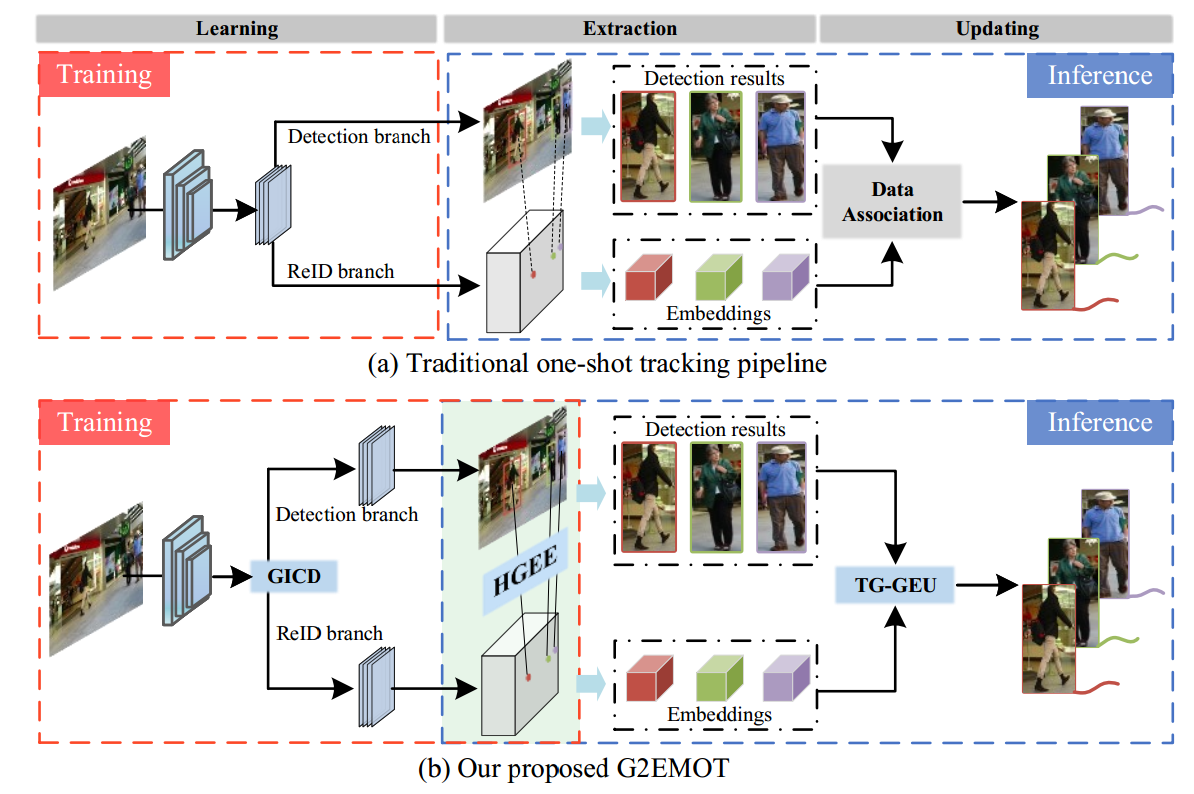 Learning
Extraction
Updating
Training
Inference
Detection branch
ReID branch
Detection results
Embeddings
Data
Association
(a) Traditional one-shot tracking pipeline
Training
Inference
Detection branch
GICD
ReID branch
HGEE
Detection results
Embeddings
TG-GEU
(b) Our proposed G2EMOT